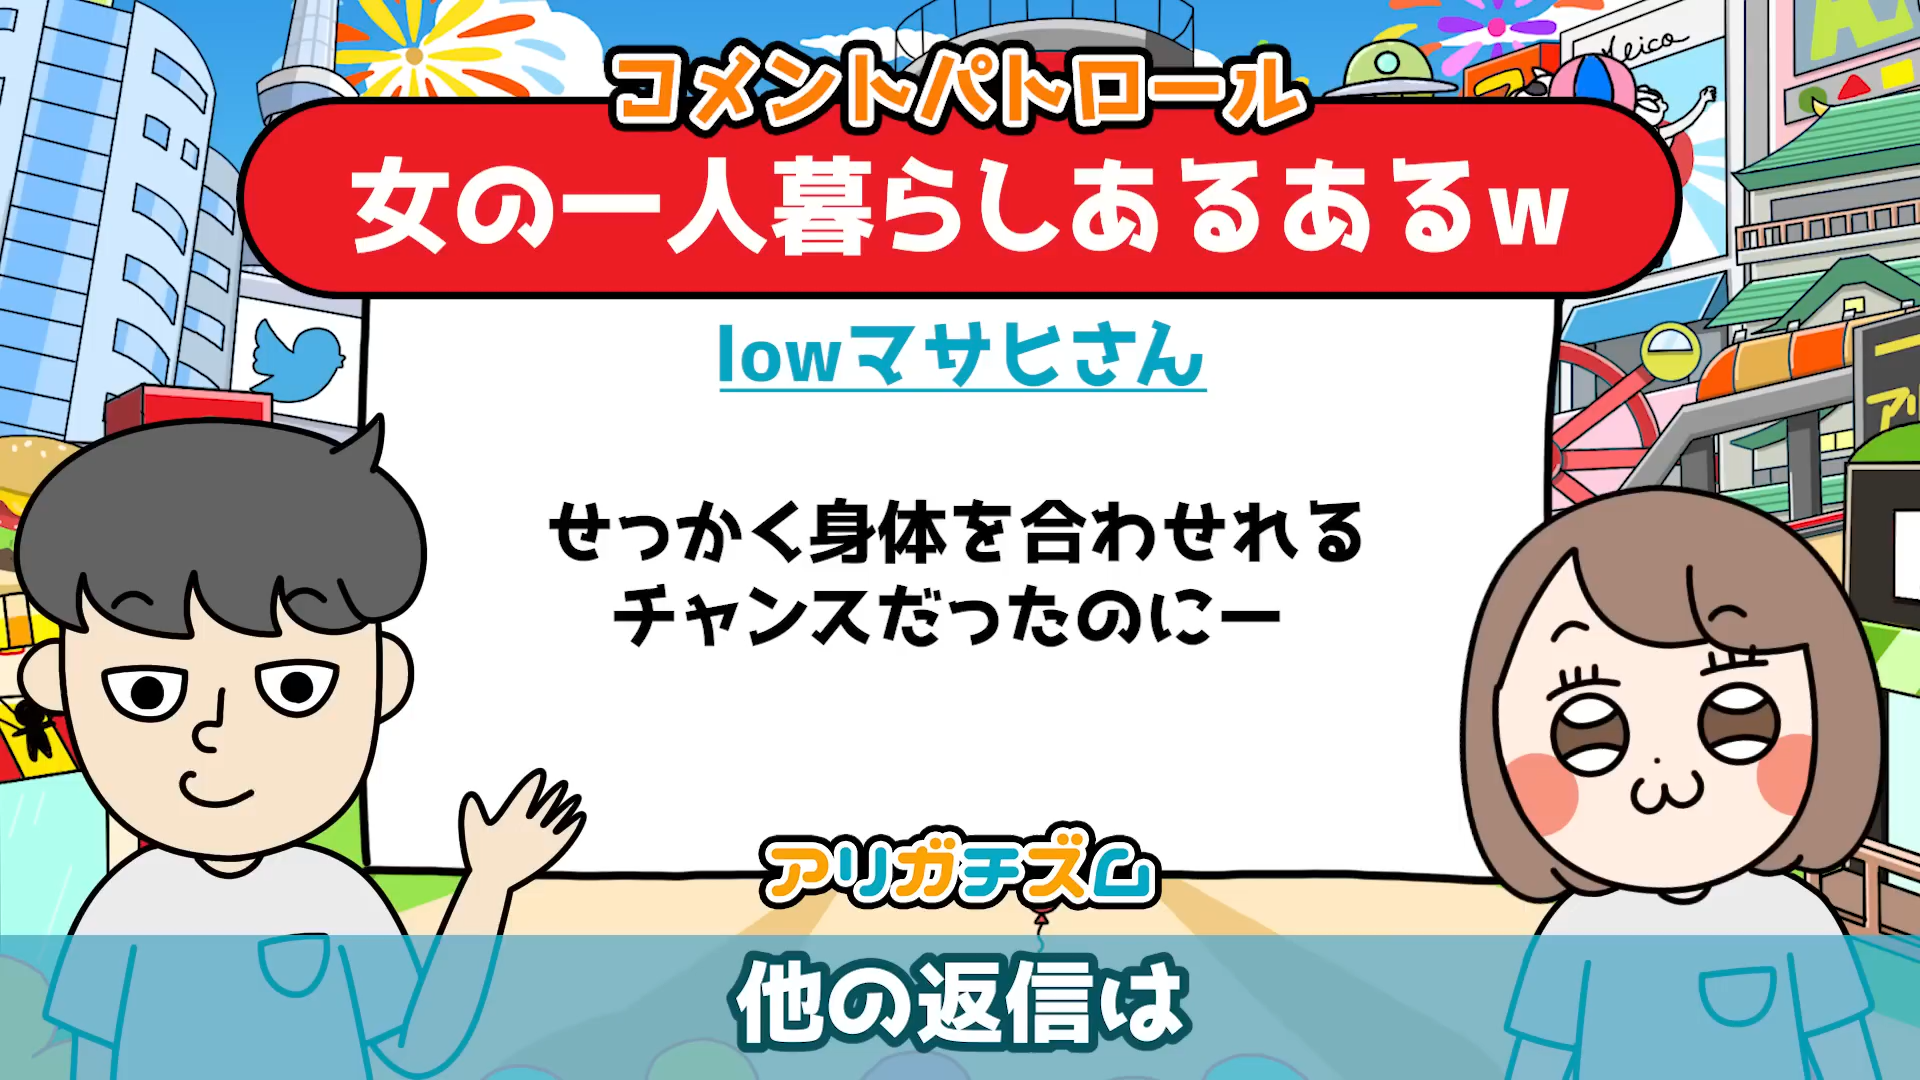 コメントパトロール
女の一人暮らしあるあるw
lowマサヒさん
せっかく身体を合わせれる
チャンスだったのにー
アリガチズム
他の返信は